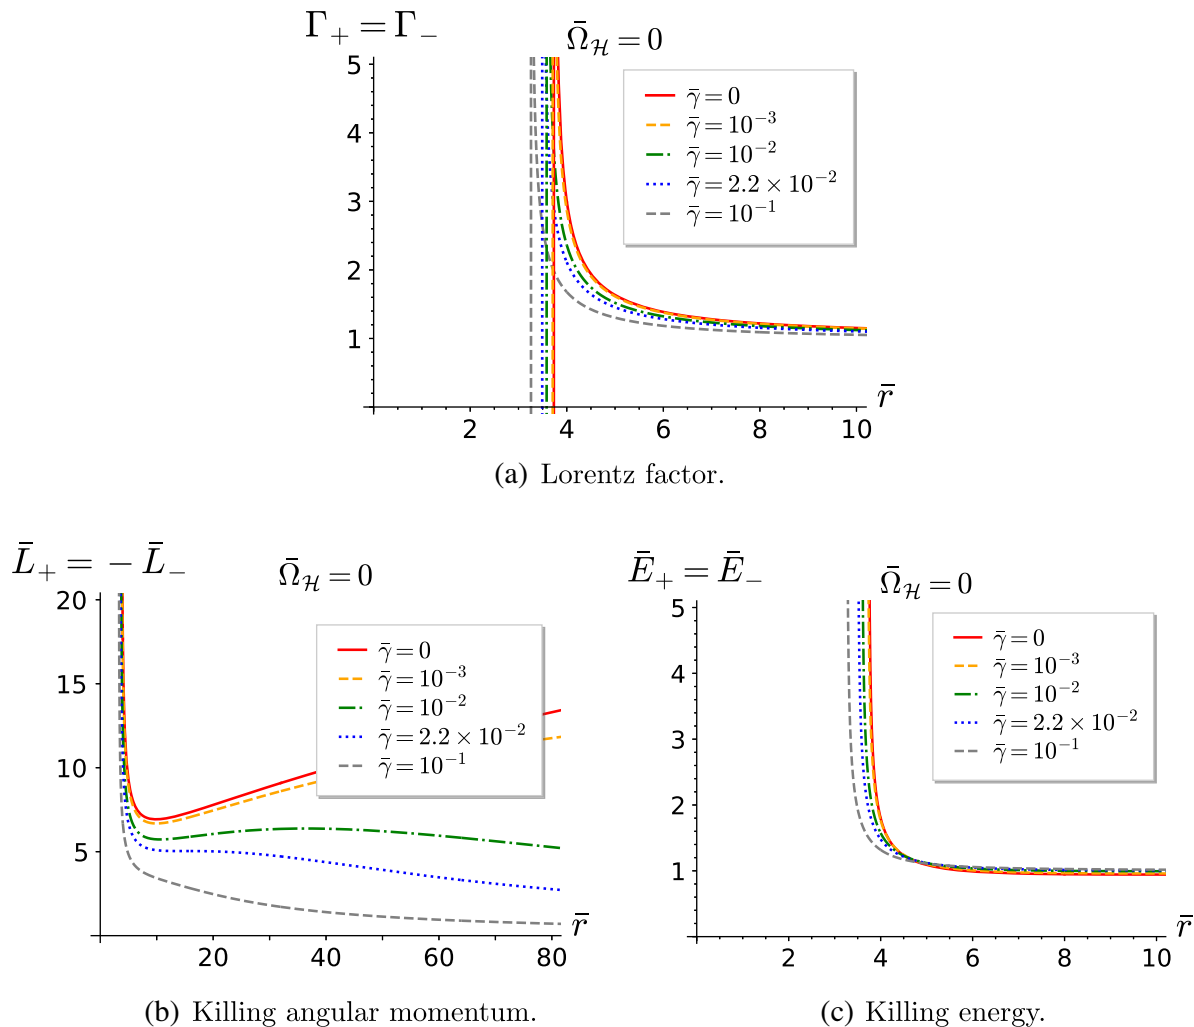 Γ₊ = Γ₋
Ω̄_ℋ = 0
γ̄ = 0
γ̄ = 10⁻³
γ̄ = 10⁻²
γ̄ = 2.2 × 10⁻²
γ̄ = 10⁻¹
5
4
3
2
1
2 4 6 8 10
r̄
(a) Lorentz factor.
L̄₊ = − L̄₋
Ω̄_ℋ = 0
γ̄ = 0
γ̄ = 10⁻³
γ̄ = 10⁻²
γ̄ = 2.2 × 10⁻²
γ̄ = 10⁻¹
20
15
10
5
20 40 60 80
r̄
(b) Killing angular momentum.
Ē₊ = Ē₋
Ω̄_ℋ = 0
γ̄ = 0
γ̄ = 10⁻³
γ̄ = 10⁻²
γ̄ = 2.2 × 10⁻²
γ̄ = 10⁻¹
5
4
3
2
1
2 4 6 8 10
r̄
(c) Killing energy.